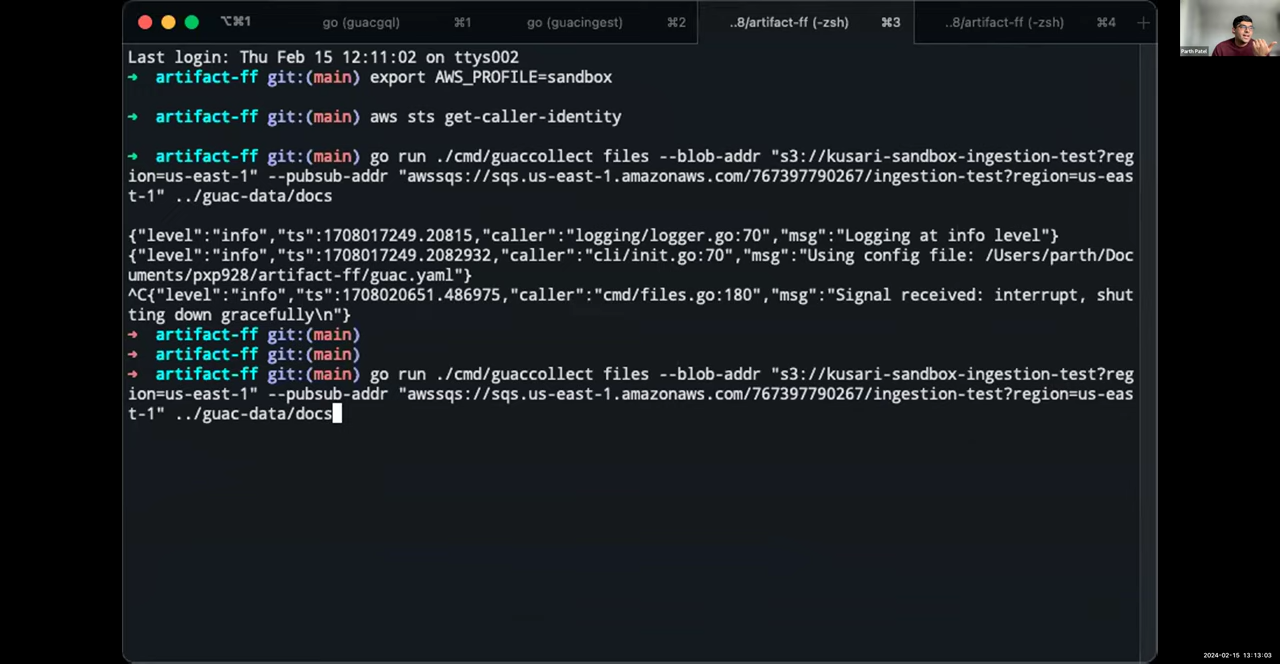 ⌥⌘1 go (guacgql) ⌘1 go (guacingest) ⌘2 ..8/artifact-ff (-zsh) ⌘3 ..8/artifact-ff (-zsh) ⌘4 +
Last login: Thu Feb 15 12:11:02 on ttys002
➜ artifact-ff git:(main) export AWS_PROFILE=sandbox
➜ artifact-ff git:(main) aws sts get-caller-identity
➜ artifact-ff git:(main) go run ./cmd/guaccollect files --blob-addr "s3://kusari-sandbox-ingestion-test?reg
ion=us-east-1" --pubsub-addr "awssqs://sqs.us-east-1.amazonaws.com/767397790267/ingestion-test?region=us-eas
t-1" ../guac-data/docs
{"level":"info","ts":1708017249.20815,"caller":"logging/logger.go:70","msg":"Logging at info level"}
{"level":"info","ts":1708017249.2082932,"caller":"cli/init.go:70","msg":"Using config file: /Users/parth/Doc
uments/pxp928/artifact-ff/guac.yaml"}
^C{"level":"info","ts":1708020651.486975,"caller":"cmd/files.go:180","msg":"Signal received: interrupt, shut
ting down gracefully\n"}
➜ artifact-ff git:(main)
➜ artifact-ff git:(main)
➜ artifact-ff git:(main) go run ./cmd/guaccollect files --blob-addr "s3://kusari-sandbox-ingestion-test?reg
ion=us-east-1" --pubsub-addr "awssqs://sqs.us-east-1.amazonaws.com/767397790267/ingestion-test?region=us-eas
t-1" ../guac-data/docs
Parth Patel
2024-02-15 13:13:03